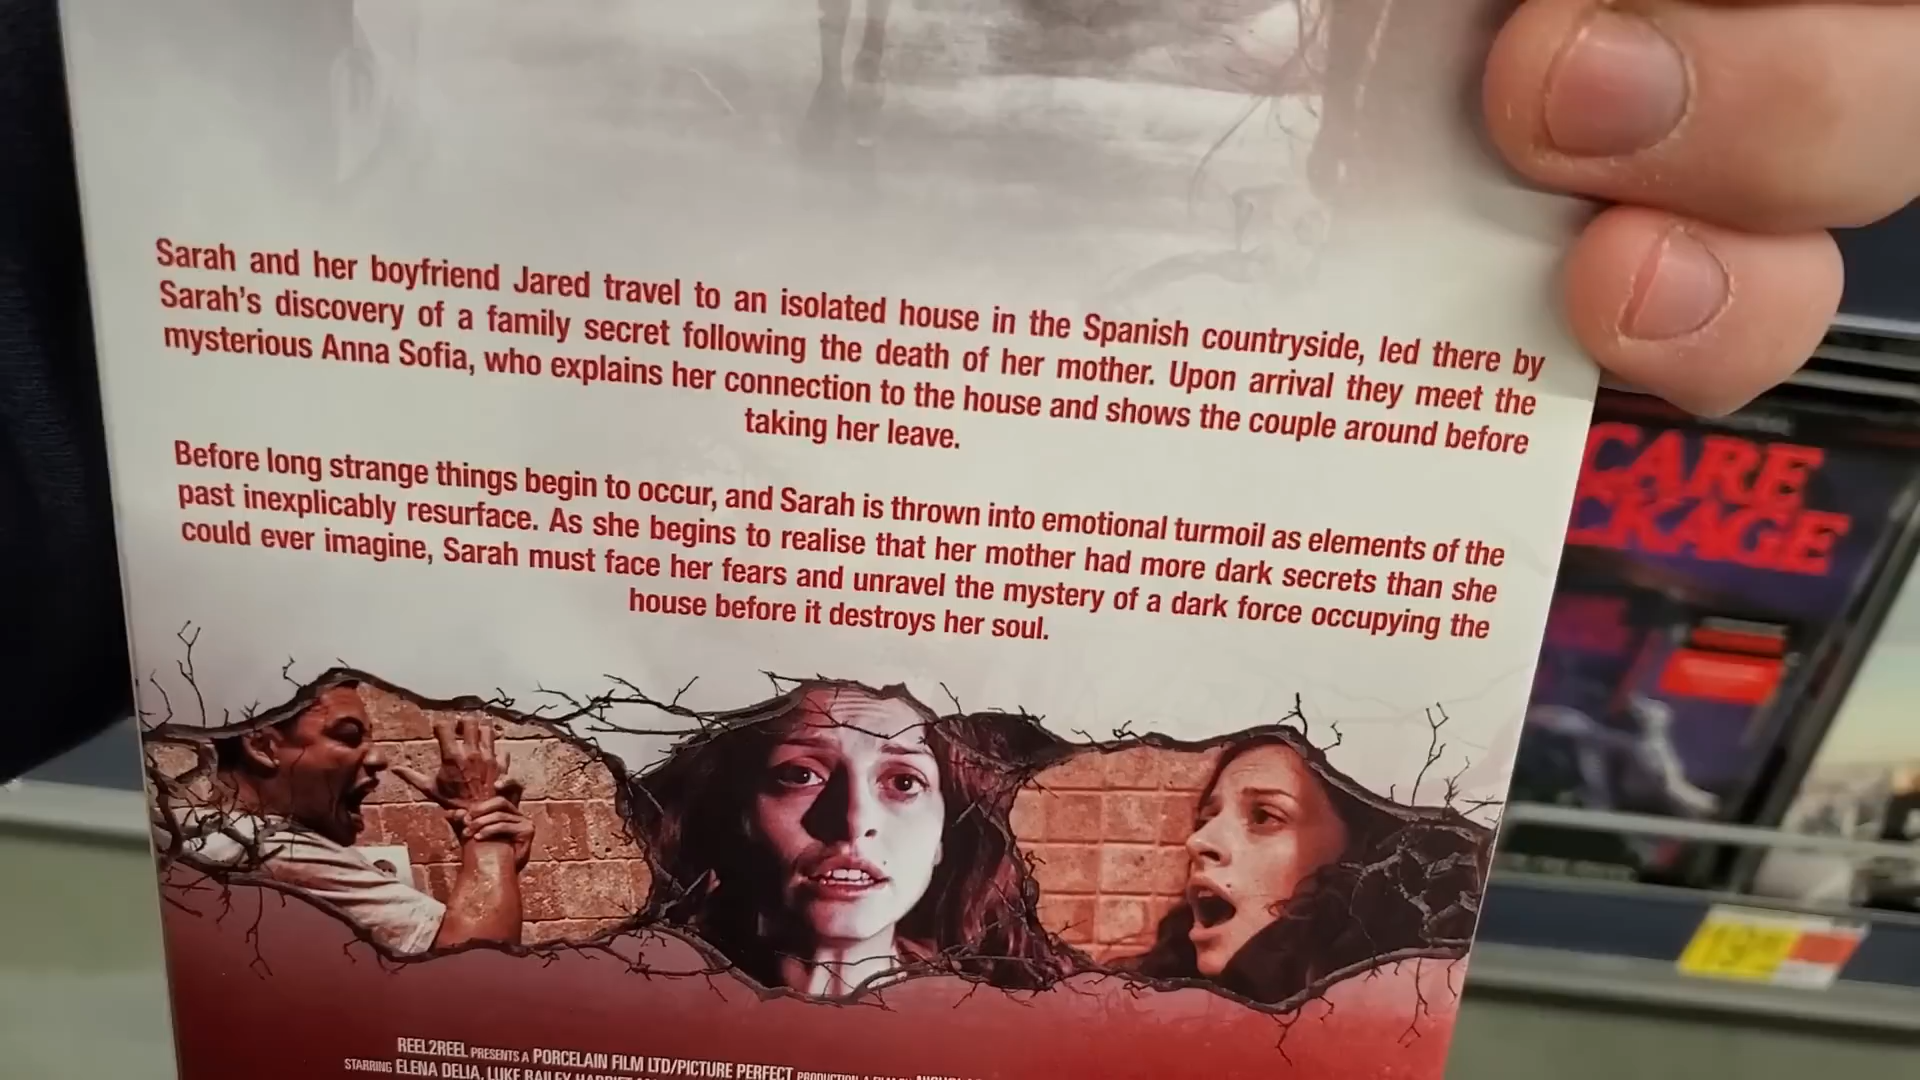 Sarah and her boyfriend Jared travel to an isolated house in the Spanish countryside, led there by
Sarah's discovery of a family secret following the death of her mother. Upon arrival they meet the
mysterious Anna Sofia, who explains her connection to the house and shows the couple around before
taking her leave.
Before long strange things begin to occur, and Sarah is thrown into emotional turmoil as elements of the
past inexplicably resurface. As she begins to realise that her mother had more dark secrets than she
could ever imagine, Sarah must face her fears and unravel the mystery of a dark force occupying the
house before it destroys her soul.
CARE
CKAGE
REEL2REEL PRESENTS A PORCELAIN FILM LTD/PICTURE PERFECT PRODUCTION A FILM BY
STARRING ELENA DELIA, LUKE BAILEY